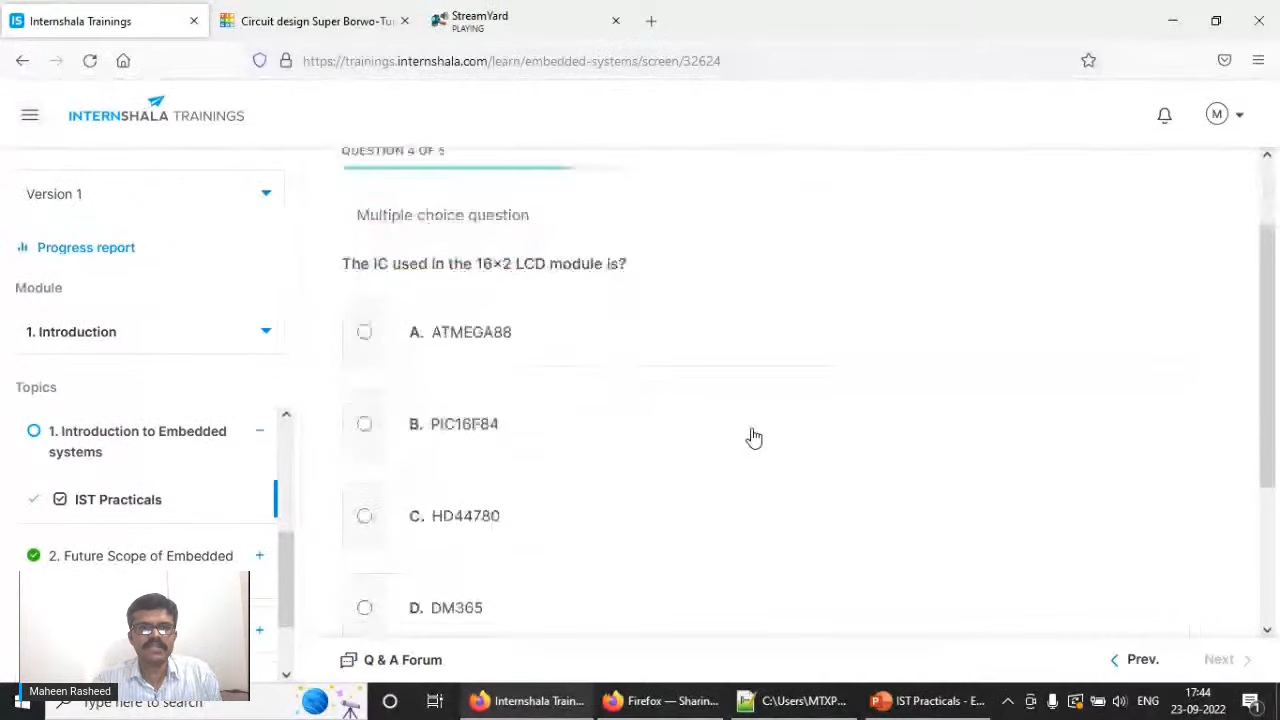 Internshala Trainings
Circuit design Super Borwo-Tu
StreamYard
PLAYING
https://trainings.internshala.com/learn/embedded-systems/screen/32624
INTERNSHALA TRAININGS
M
QUESTION 4 OF 5
Version 1
Multiple choice question
Progress report
The IC used in the 16×2 LCD module is?
Module
1. Introduction
A. ATMEGA88
Topics
1. Introduction to Embedded
systems
B. PIC16F84
IST Practicals
C. HD44780
2. Future Scope of Embedded
D. DM365
Q & A Forum
Prev.
Next
Maheen Rasheed
Type here to search
Internshala Train...
Firefox — Sharin...
C:\Users\MTXP...
IST Practicals - E...
ENG
17:44
23-09-2022